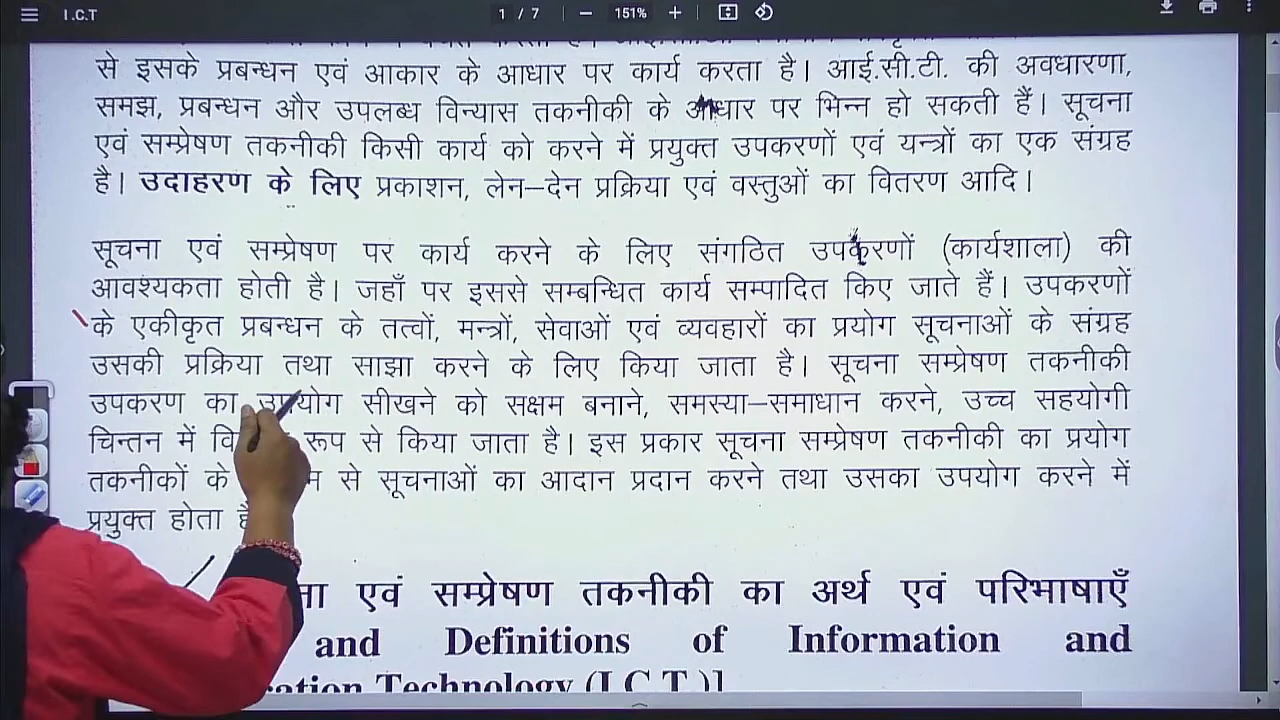 I.C.T
1 / 7 151%
से इसके प्रबन्धन एवं आकार के आधार पर कार्य करता है। आई.सी.टी. की अवधारणा,
समझ, प्रबन्धन और उपलब्ध विन्यास तकनीकी के आधार पर भिन्न हो सकती हैं। सूचना
एवं सम्प्रेषण तकनीकी किसी कार्य को करने में प्रयुक्त उपकरणों एवं यन्त्रों का एक संग्रह
है। उदाहरण के लिए प्रकाशन, लेन–देन प्रक्रिया एवं वस्तुओं का वितरण आदि।
सूचना एवं सम्प्रेषण पर कार्य करने के लिए संगठित उपकरणों (कार्यशाला) की
आवश्यकता होती है। जहाँ पर इससे सम्बन्धित कार्य सम्पादित किए जाते हैं। उपकरणों
के एकीकृत प्रबन्धन के तत्वों, मन्त्रों, सेवाओं एवं व्यवहारों का प्रयोग सूचनाओं के संग्रह
उसकी प्रक्रिया तथा साझा करने के लिए किया जाता है। सूचना सम्प्रेषण तकनीकी
उपकरण का उपयोग सीखने को सक्षम बनाने, समस्या–समाधान करने, उच्च सहयोगी
चिन्तन में रूप से किया जाता है। इस प्रकार सूचना सम्प्रेषण तकनीकी का प्रयोग
तकनीकों के से सूचनाओं का आदान प्रदान करने तथा उसका उपयोग करने में
प्रयुक्त होता
एवं सम्प्रेषण तकनीकी का अर्थ एवं परिभाषाएँ
and Definitions of Information and
Technology (I.C.T.)]